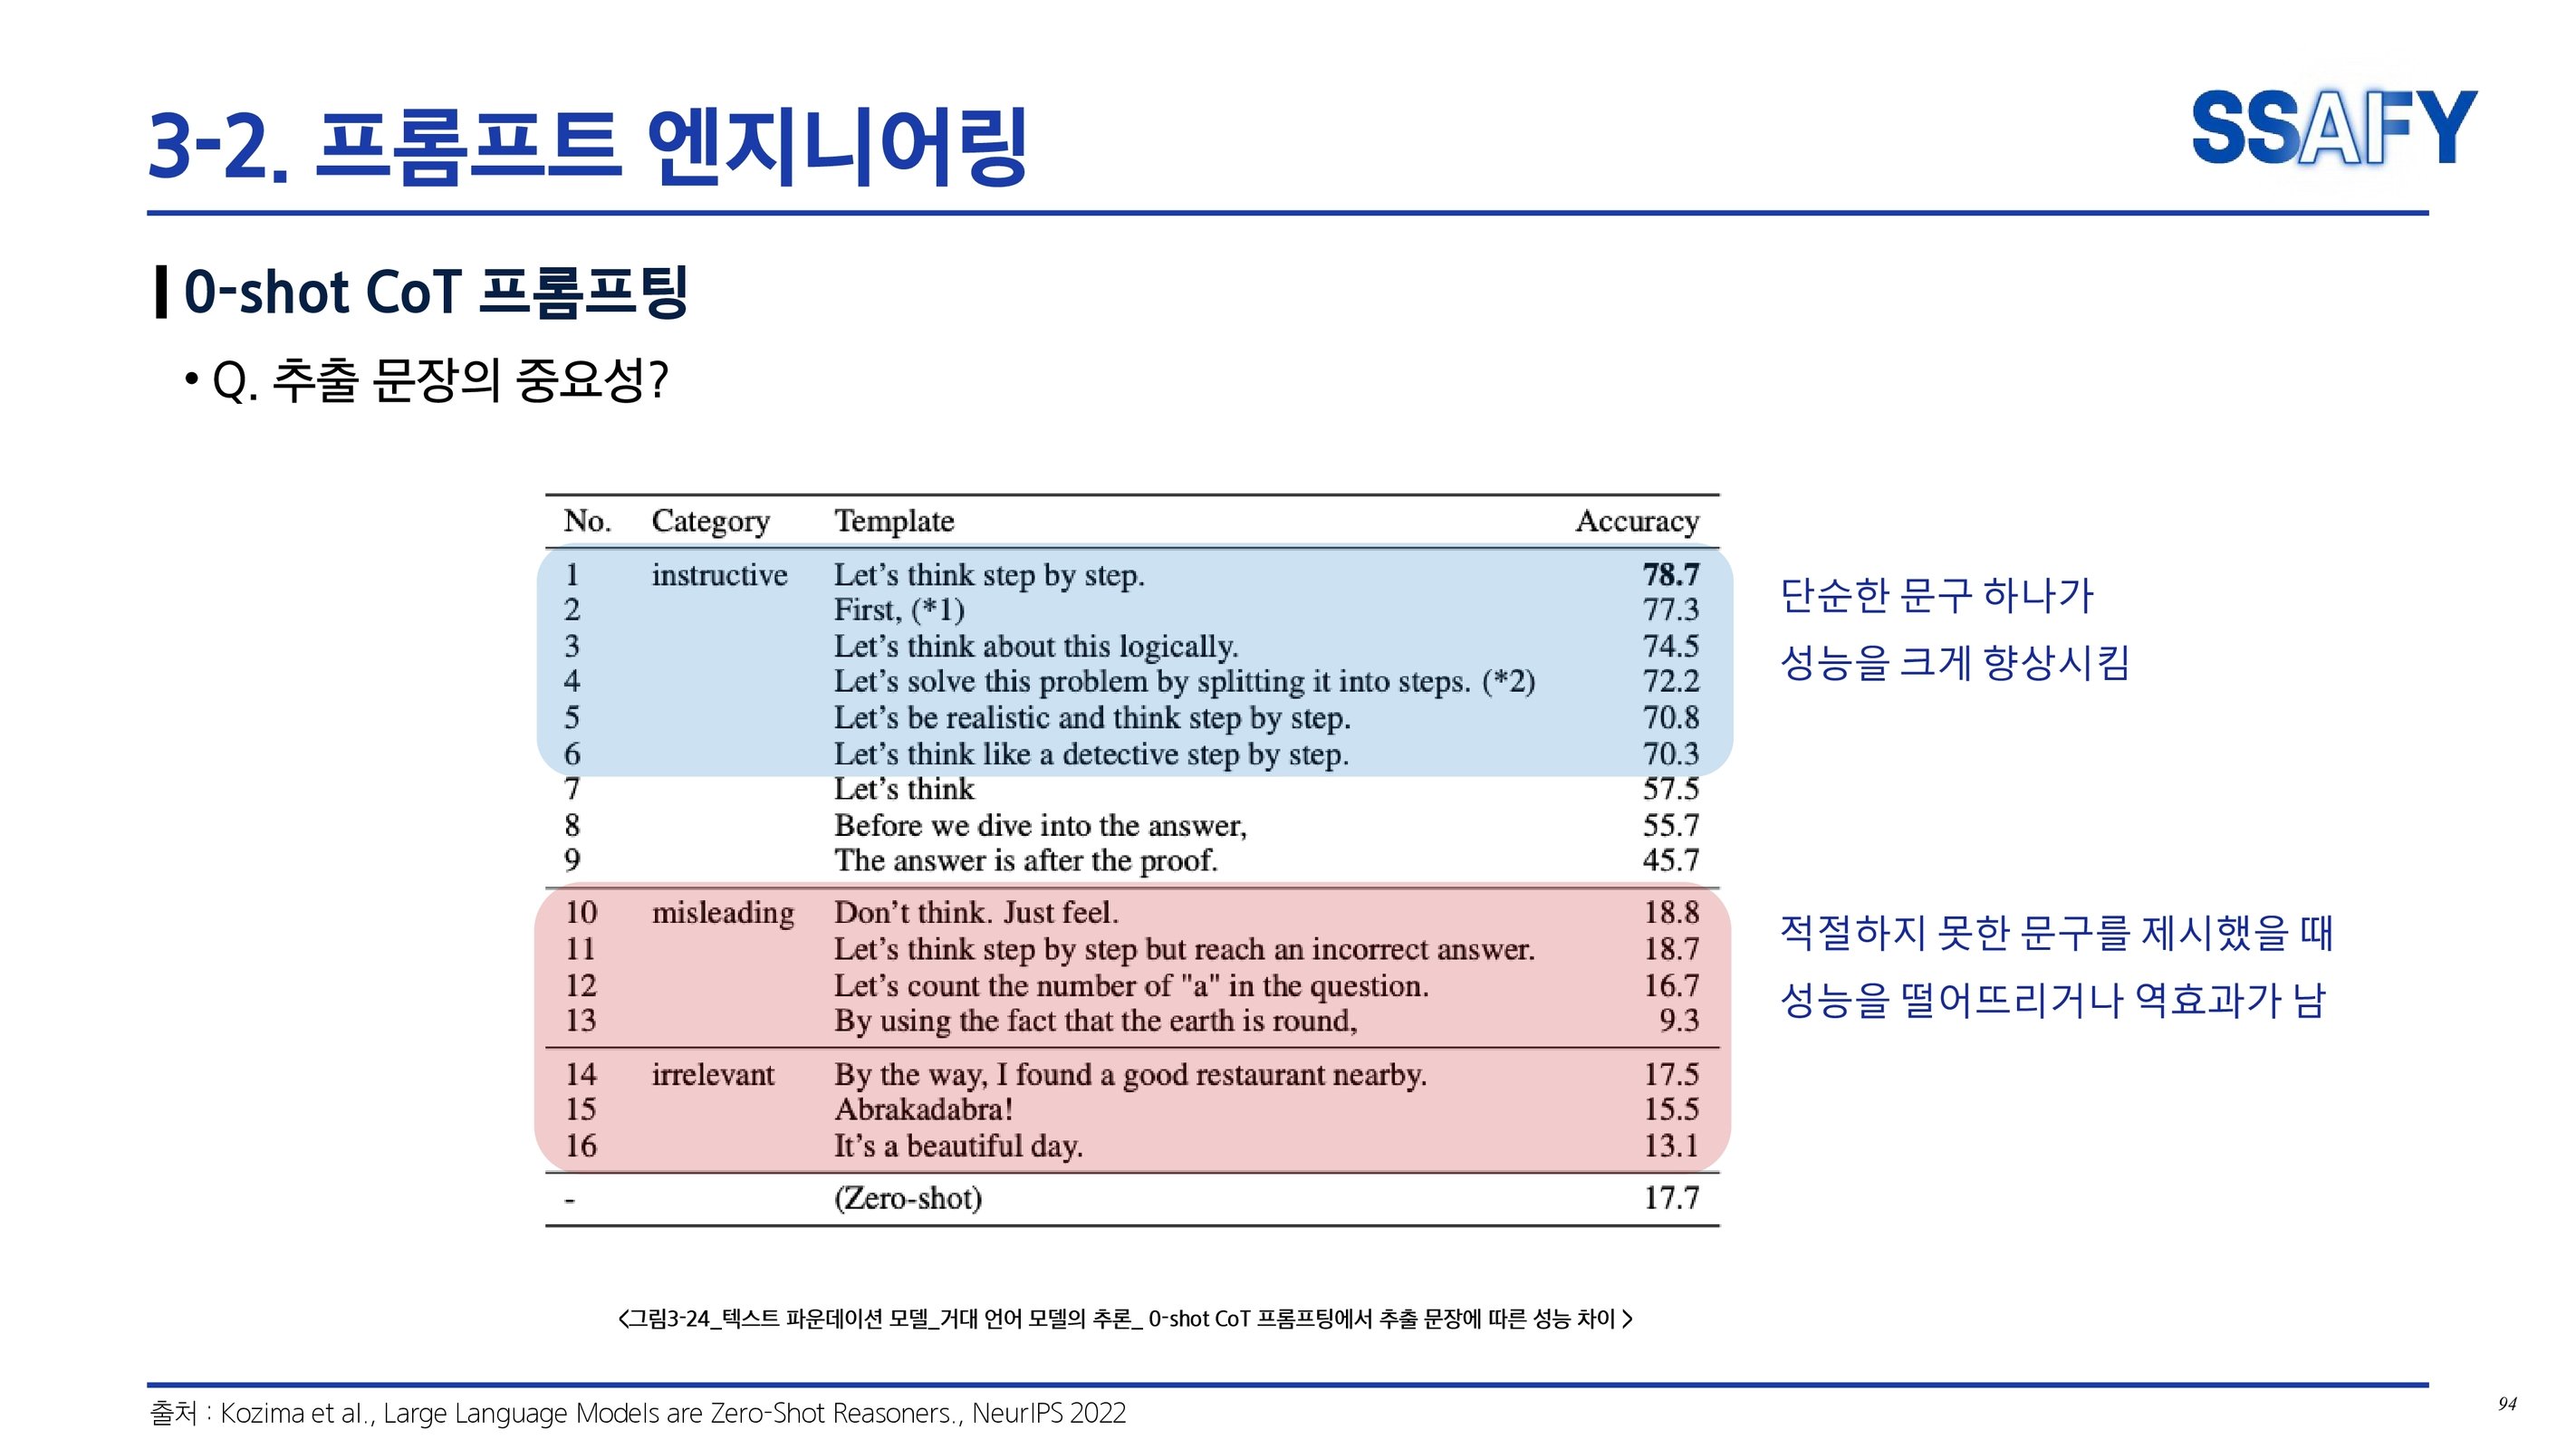 3-2. 프롬프트 엔지니어링
SSAFY
0-shot CoT 프롬프팅
• Q. 추출 문장의 중요성?
No. Category Template Accuracy
1 instructive Let's think step by step. 78.7
2 First, (*1) 77.3
3 Let's think about this logically. 74.5
4 Let's solve this problem by splitting it into steps. (*2) 72.2
5 Let's be realistic and think step by step. 70.8
6 Let's think like a detective step by step. 70.3
7 Let's think 57.5
8 Before we dive into the answer, 55.7
9 The answer is after the proof. 45.7
단순한 문구 하나가
성능을 크게 향상시킴
10 misleading Don't think. Just feel. 18.8
11 Let's think step by step but reach an incorrect answer. 18.7
12 Let's count the number of "a" in the question. 16.7
13 By using the fact that the earth is round, 9.3
14 irrelevant By the way, I found a good restaurant nearby. 17.5
15 Abrakadabra! 15.5
16 It's a beautiful day. 13.1
- (Zero-shot) 17.7
적절하지 못한 문구를 제시했을 때
성능을 떨어뜨리거나 역효과가 남
<그림3-24_텍스트 파운데이션 모델_거대 언어 모델의 추론_ 0-shot CoT 프롬프팅에서 추출 문장에 따른 성능 차이 >
출처 : Kozima et al., Large Language Models are Zero-Shot Reasoners., NeurIPS 2022
94